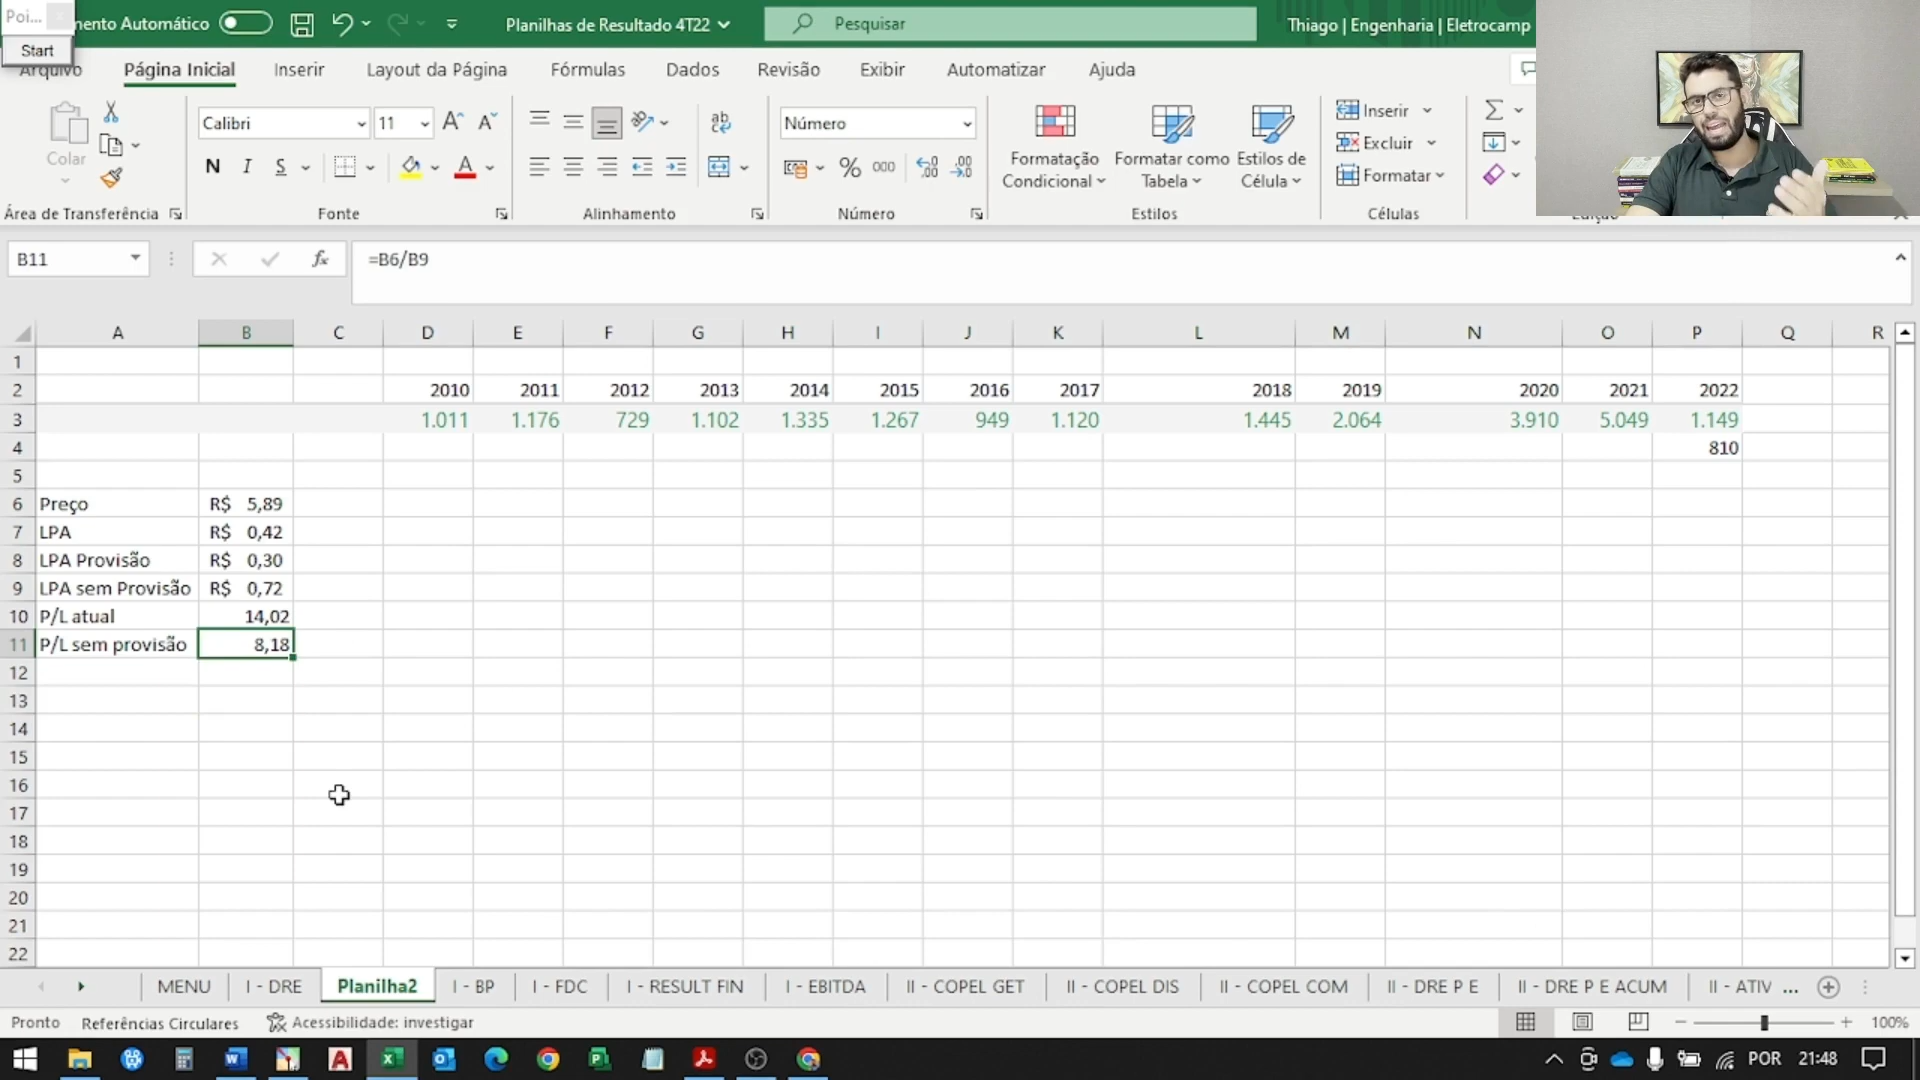 Poi...
Start
mento Automático
Planilhas de Resultado 4T22
Pesquisar
Thiago | Engenharia | Eletrocamp
Arquivo
Página Inicial
Inserir
Layout da Página
Fórmulas
Dados
Revisão
Exibir
Automatizar
Ajuda
Colar
Calibri
11
N I S
Número
% 000
Formatação Condicional
Formatar como Tabela
Estilos de Célula
Inserir
Excluir
Formatar
Área de Transferência
Fonte
Alinhamento
Número
Estilos
Células
B11
fx
=B6/B9
A B C D E F G H I J K L M N O P Q R
1
2 2010 2011 2012 2013 2014 2015 2016 2017 2018 2019 2020 2021 2022
3 1.011 1.176 729 1.102 1.335 1.267 949 1.120 1.445 2.064 3.910 5.049 1.149
4 810
5
6 Preço R$ 5,89
7 LPA R$ 0,42
8 LPA Provisão R$ 0,30
9 LPA sem Provisão R$ 0,72
10 P/L atual 14,02
11 P/L sem provisão 8,18
12
13
14
15
16
17
18
19
20
21
22
MENU
I - DRE
Planilha2
I - BP
I - FDC
I - RESULT FIN
I - EBITDA
II - COPEL GET
II - COPEL DIS
II - COPEL COM
II - DRE P E
II - DRE P E ACUM
II - ATIV ...
Pronto
Referências Circulares
Acessibilidade: investigar
100%
POR
21:48